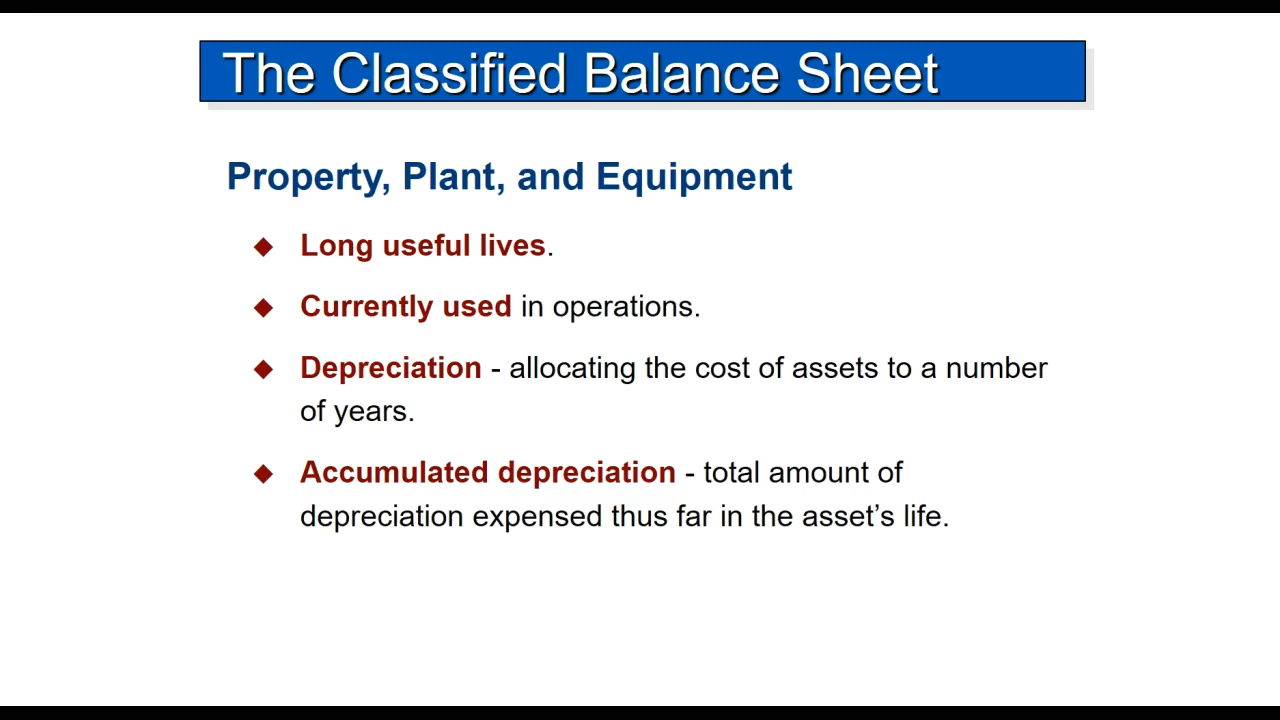 The Classified Balance Sheet
Property, Plant, and Equipment
◆ Long useful lives.
◆ Currently used in operations.
◆ Depreciation - allocating the cost of assets to a number
of years.
◆ Accumulated depreciation - total amount of
depreciation expensed thus far in the asset’s life.